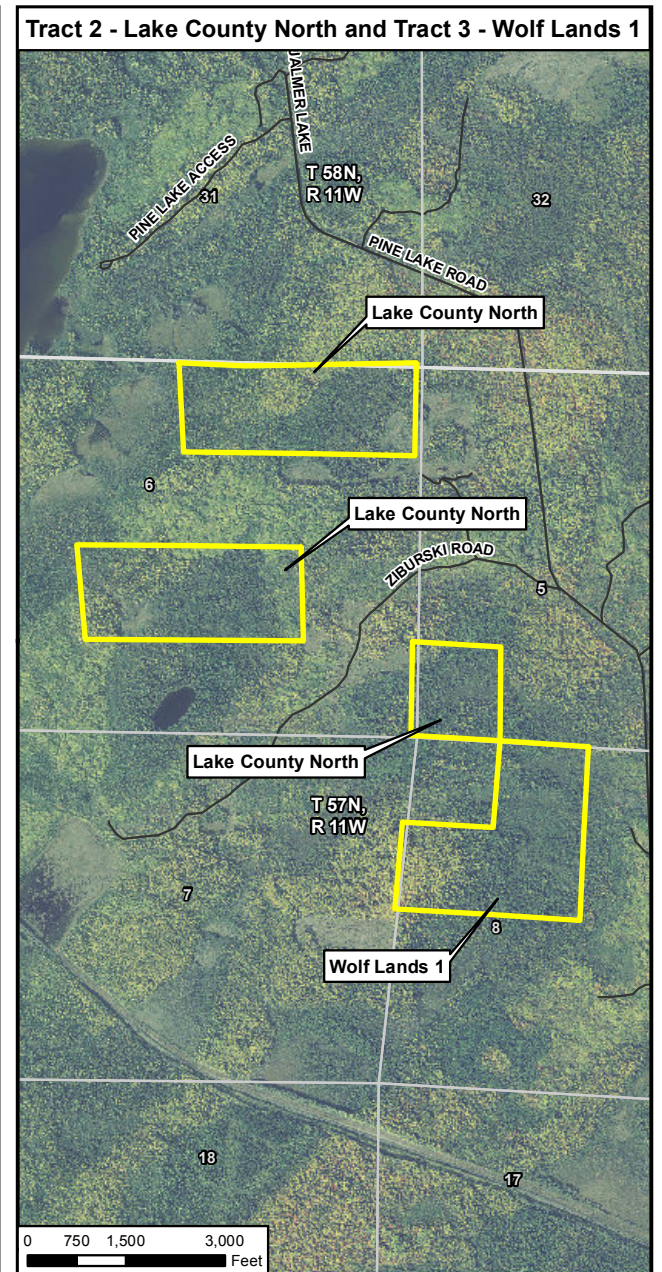 Tract 2 - Lake County North and Tract 3 - Wolf Lands 1
JALMER LAKE
PINE LAKE ACCESS
31
T 58N,
R 11W
32
PINE LAKE ROAD
Lake County North
6
Lake County North
ZIBURSKI ROAD
5
Lake County North
T 57N,
R 11W
7
8
Wolf Lands 1
18
17
0 750 1,500 3,000
Feet